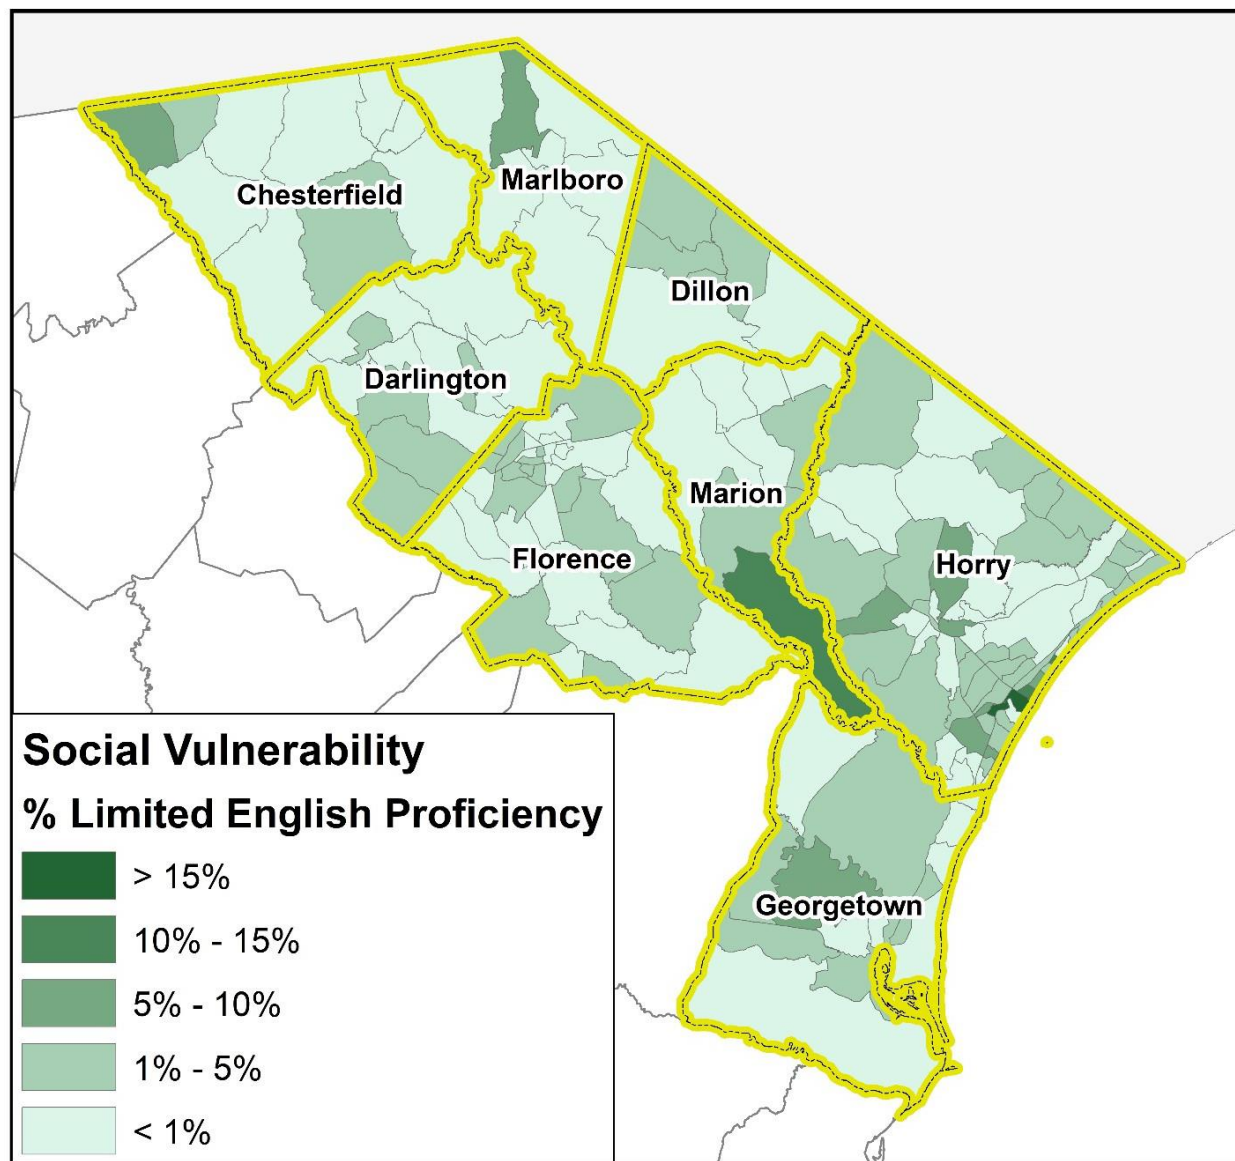 Chesterfield
Marlboro
Dillon
Darlington
Marion
Florence
Horry
Georgetown
Social Vulnerability
% Limited English Proficiency
> 15%
10% - 15%
5% - 10%
1% - 5%
< 1%